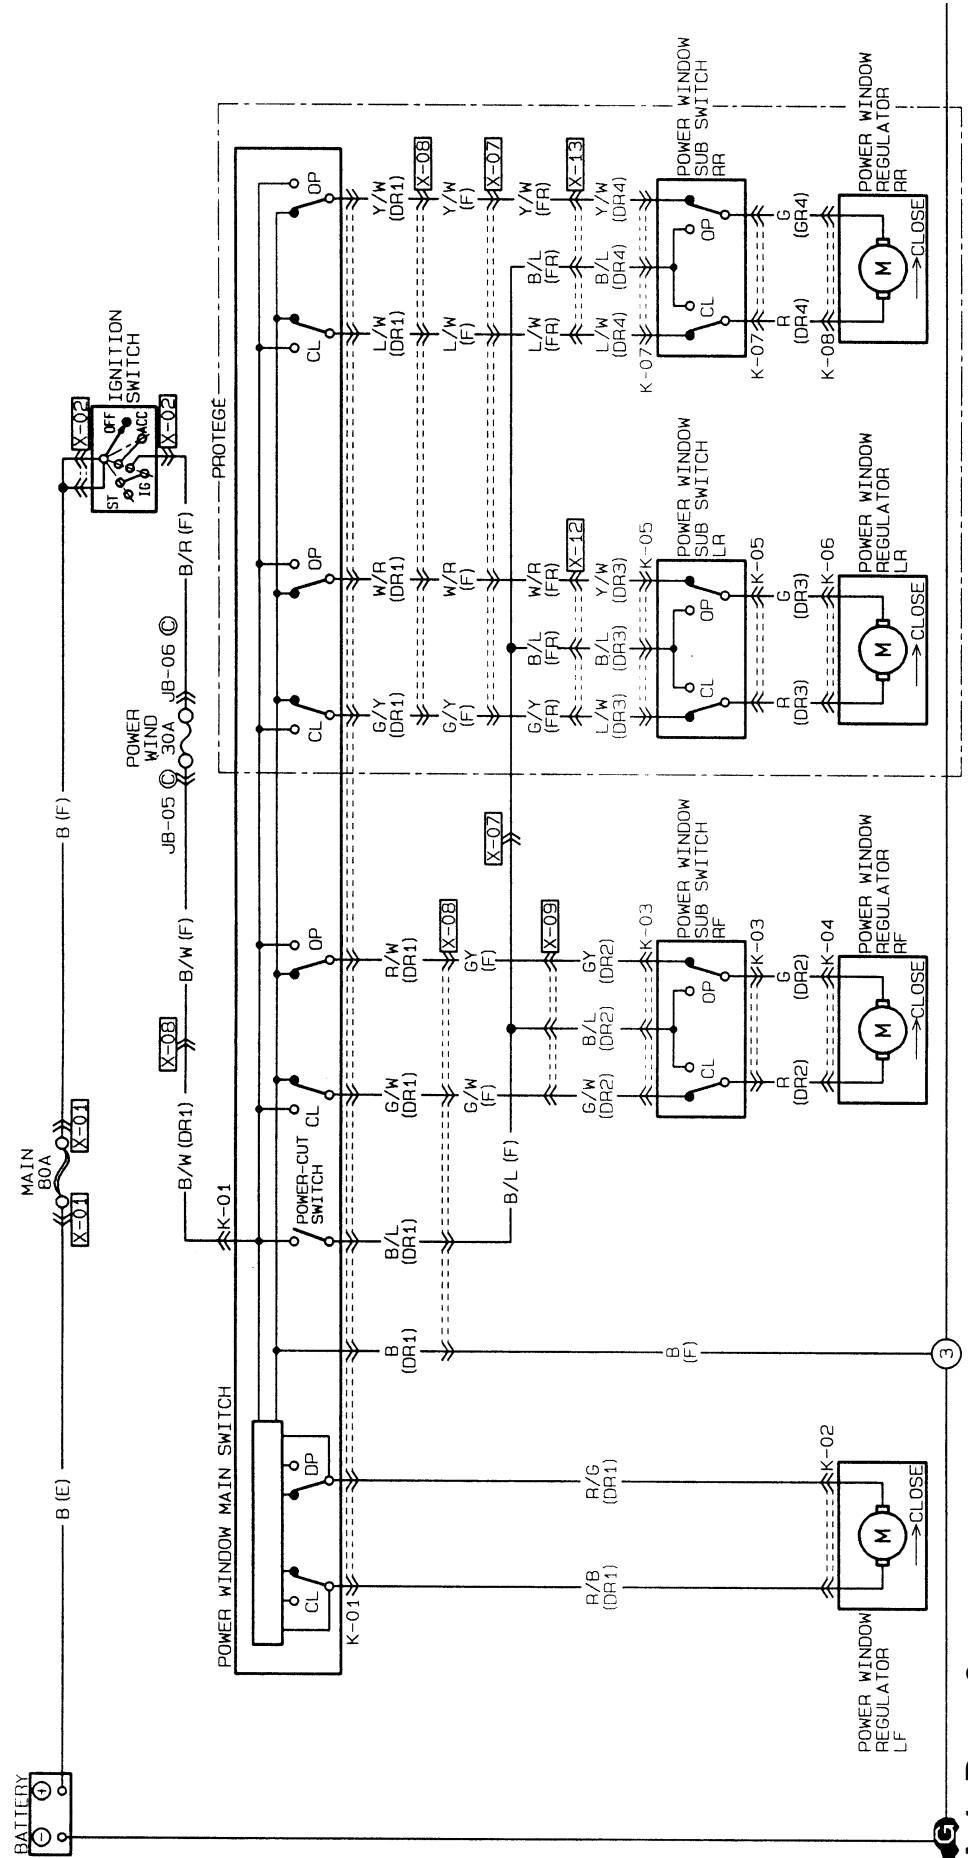 BATTERY
B (E)
X-01
MAIN
80A
X-01
B (F)
X-02
OFF
ACC
IG
ST
IGNITION
SWITCH
X-02
B/R (F)
JB-06 ©
POWER
WIND
30A
JB-05 ©
B/W (F)
X-08
B/W (DR1)
K-01
POWER WINDOW MAIN SWITCH
CL
OP
POWER-CUT
SWITCH
CL
OP
PROTEGÉ
CL
OP
CL
OP
K-01
B
(DR1)
B/L
(DR1)
G/W
(DR1)
R/W
(DR1)
G/Y
(DR1)
W/R
(DR1)
L/W
(DR1)
Y/W
(DR1)
X-08
X-08
G/W
(F)
GY
(F)
G/Y
(F)
W/R
(F)
L/W
(F)
Y/W
(F)
X-07
B/L (F)
X-07
X-09
G/Y
(FR)
B/L
(FR)
W/R
(FR)
L/W
(FR)
B/L
(FR)
Y/W
(FR)
X-12
X-13
R/B
(DR1)
R/G
(DR1)
B
(F)
G/W
(DR2)
B/L
(DR2)
GY
(DR2)
L/W
(DR3)
B/L
(DR3)
Y/W
(DR3)
L/W
(DR4)
B/L
(DR4)
Y/W
(DR4)
K-03
K-05
K-07
CL
OP
POWER WINDOW
SUB SWITCH
RF
CL
OP
POWER WINDOW
SUB SWITCH
LR
CL
OP
POWER WINDOW
SUB SWITCH
RR
K-03
K-05
K-07
R
(DR2)
G
(DR2)
R
(DR3)
G
(DR3)
R
(DR4)
G
(GR4)
K-02
K-04
K-06
K-08
M
CLOSE
POWER WINDOW
REGULATOR
LF
M
CLOSE
POWER WINDOW
REGULATOR
RF
M
CLOSE
POWER WINDOW
REGULATOR
LR
M
CLOSE
POWER WINDOW
REGULATOR
RR
G
3